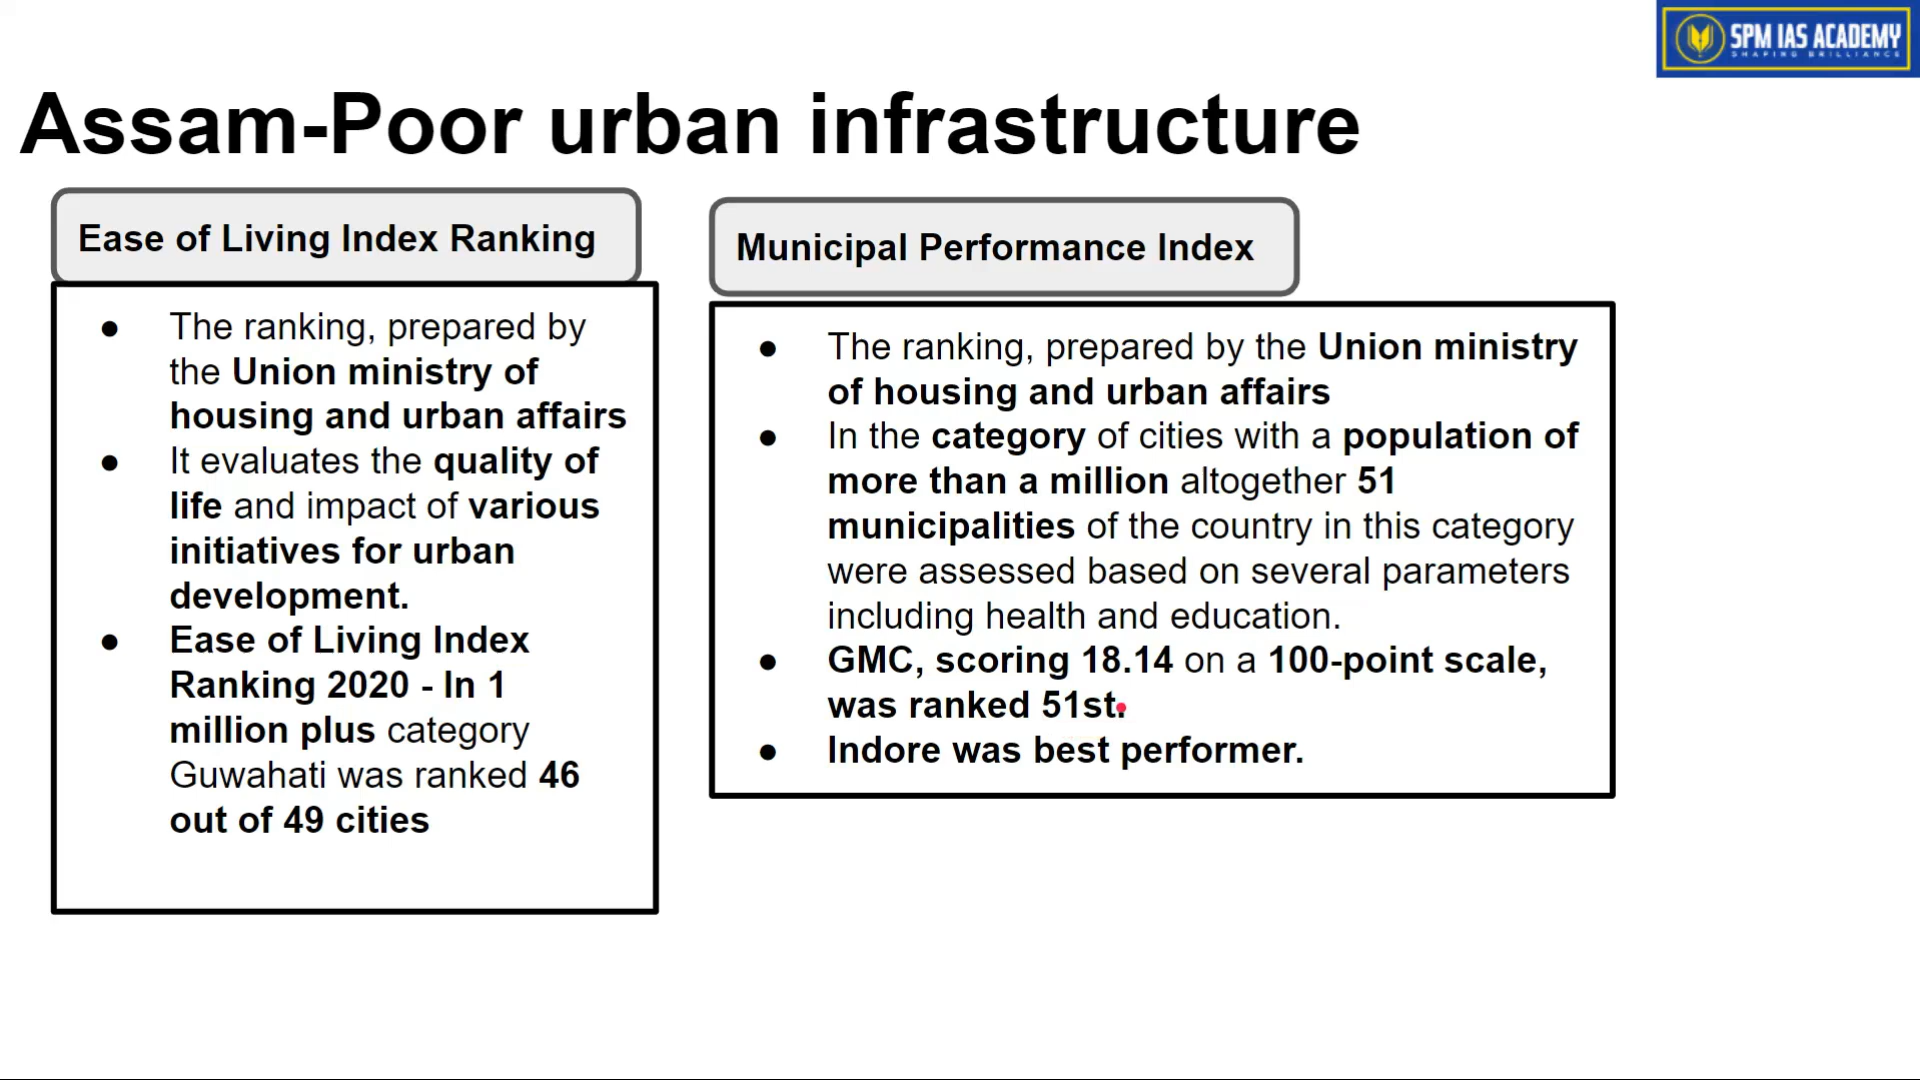 SPM IAS ACADEMY
SHAPING BRILLIANCE
Assam-Poor urban infrastructure
Ease of Living Index Ranking
● The ranking, prepared by
the Union ministry of
housing and urban affairs
● It evaluates the quality of
life and impact of various
initiatives for urban
development.
● Ease of Living Index
Ranking 2020 - In 1
million plus category
Guwahati was ranked 46
out of 49 cities
Municipal Performance Index
● The ranking, prepared by the Union ministry
of housing and urban affairs
● In the category of cities with a population of
more than a million altogether 51
municipalities of the country in this category
were assessed based on several parameters
including health and education.
● GMC, scoring 18.14 on a 100-point scale,
was ranked 51st.
● Indore was best performer.